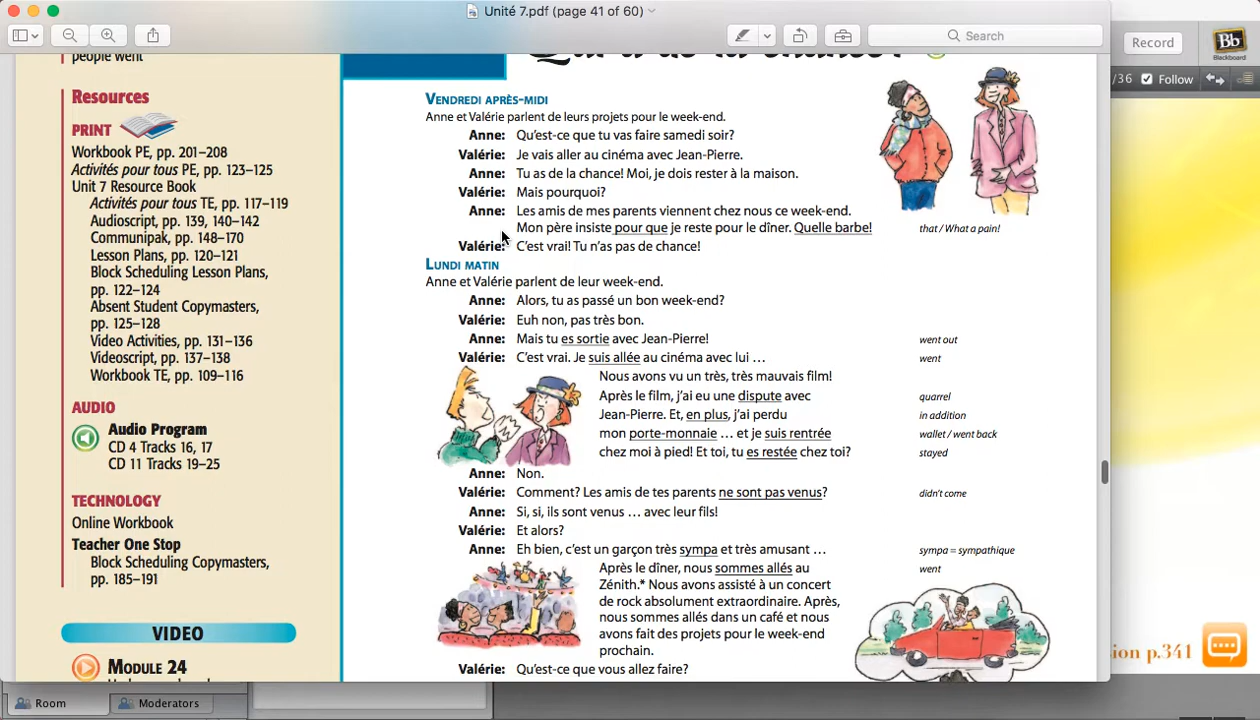 Unité 7.pdf (page 41 of 60)
Search
Record
Bb
Blackboard
/36 Follow
people went
Resources
PRINT
Workbook PE, pp. 201–208
Activités pour tous PE, pp. 123–125
Unit 7 Resource Book
Activités pour tous TE, pp. 117–119
Audioscript, pp. 139, 140–142
Communipak, pp. 148–170
Lesson Plans, pp. 120–121
Block Scheduling Lesson Plans,
pp. 122–124
Absent Student Copymasters,
pp. 125–128
Video Activities, pp. 131–136
Videoscript, pp. 137–138
Workbook TE, pp. 109–116
AUDIO
Audio Program
CD 4 Tracks 16, 17
CD 11 Tracks 19–25
TECHNOLOGY
Online Workbook
Teacher One Stop
Block Scheduling Copymasters,
pp. 185–191
VIDEO
MODULE 24
Qui a de la chance?
VENDREDI APRÈS-MIDI
Anne et Valérie parlent de leurs projets pour le week-end.
Anne: Qu'est-ce que tu vas faire samedi soir?
Valérie: Je vais aller au cinéma avec Jean-Pierre.
Anne: Tu as de la chance! Moi, je dois rester à la maison.
Valérie: Mais pourquoi?
Anne: Les amis de mes parents viennent chez nous ce week-end.
Mon père insiste pour que je reste pour le dîner. Quelle barbe! that / What a pain!
Valérie: C'est vrai! Tu n'as pas de chance!
LUNDI MATIN
Anne et Valérie parlent de leur week-end.
Anne: Alors, tu as passé un bon week-end?
Valérie: Euh non, pas très bon.
Anne: Mais tu es sortie avec Jean-Pierre! went out
Valérie: C'est vrai. Je suis allée au cinéma avec lui … went
Nous avons vu un très, très mauvais film!
Après le film, j'ai eu une dispute avec quarrel
Jean-Pierre. Et, en plus, j'ai perdu in addition
mon porte-monnaie … et je suis rentrée wallet / went back
chez moi à pied! Et toi, tu es restée chez toi? stayed
Anne: Non.
Valérie: Comment? Les amis de tes parents ne sont pas venus? didn't come
Anne: Si, si, ils sont venus … avec leur fils!
Valérie: Et alors?
Anne: Eh bien, c'est un garçon très sympa et très amusant … sympa = sympathique
Après le dîner, nous sommes allés au went
Zénith.* Nous avons assisté à un concert
de rock absolument extraordinaire. Après,
nous sommes allés dans un café et nous
avons fait des projets pour le week-end
prochain.
Valérie: Qu'est-ce que vous allez faire?
sion p.341
Room
Moderators